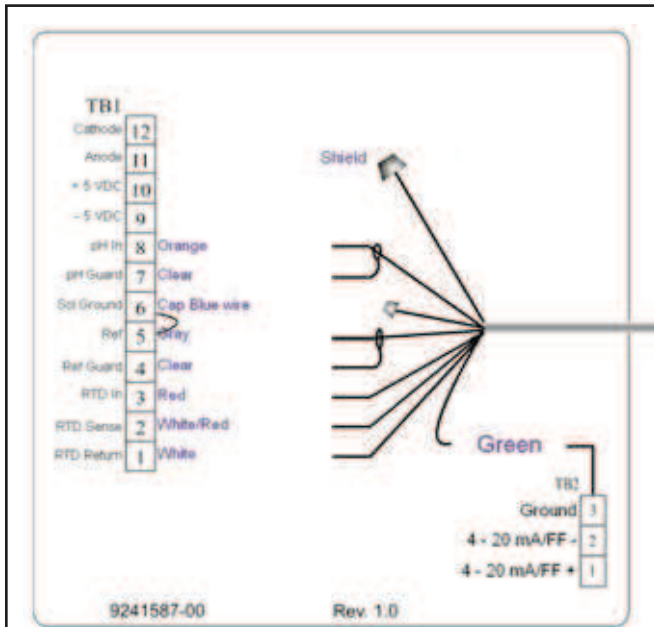 TB1
Cathode 12
Anode 11
+ 5 VDC 10
- 5 VDC 9
pH In 8 Orange
pH Guard 7 Clear
Sol Ground 6 Cap Blue wire
Ref 5 Gray
Ref Guard 4 Clear
RTD In 3 Red
RTD Sense 2 White/Red
RTD Return 1 White
Shield
Green
TB2
Ground 3
4 - 20 mA/FF - 2
4 - 20 mA/FF + 1
9241587-00 Rev. 1.0